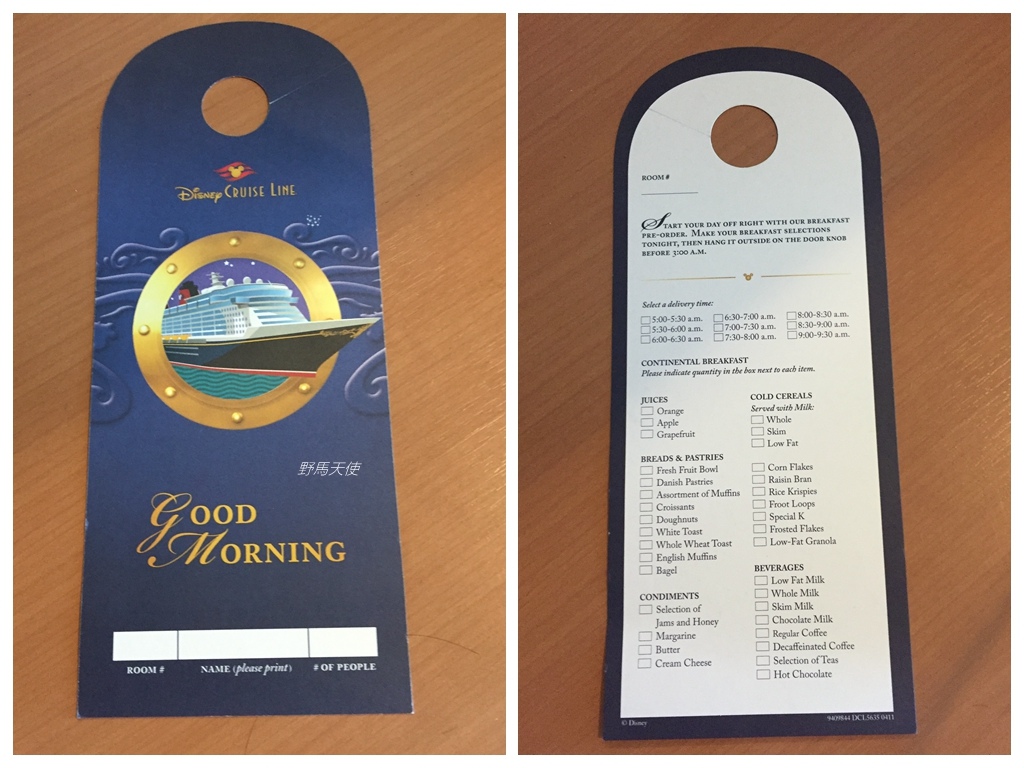 Disney CRUISE LINE
野馬天使
GOOD
MORNING
ROOM #
NAME (please print)
# OF PEOPLE
ROOM #
START YOUR DAY OFF RIGHT WITH OUR BREAKFAST
PRE-ORDER. MAKE YOUR BREAKFAST SELECTIONS
TONIGHT, THEN HANG IT OUTSIDE ON THE DOOR KNOB
BEFORE 3:00 A.M.
Select a delivery time:
5:00-5:30 a.m.
5:30-6:00 a.m.
6:00-6:30 a.m.
6:30-7:00 a.m.
7:00-7:30 a.m.
7:30-8:00 a.m.
8:00-8:30 a.m.
8:30-9:00 a.m.
9:00-9:30 a.m.
CONTINENTAL BREAKFAST
Please indicate quantity in the box next to each item.
JUICES
Orange
Apple
Grapefruit
BREADS & PASTRIES
Fresh Fruit Bowl
Danish Pastries
Assortment of Muffins
Croissants
Doughnuts
White Toast
Whole Wheat Toast
English Muffins
Bagel
CONDIMENTS
Selection of
Jams and Honey
Margarine
Butter
Cream Cheese
COLD CEREALS
Served with Milk:
Whole
Skim
Low Fat
Corn Flakes
Raisin Bran
Rice Krispies
Froot Loops
Special K
Frosted Flakes
Low-Fat Granola
BEVERAGES
Low Fat Milk
Whole Milk
Skim Milk
Chocolate Milk
Regular Coffee
Decaffeinated Coffee
Selection of Teas
Hot Chocolate
© Disney
9409844 DCL5635 0411